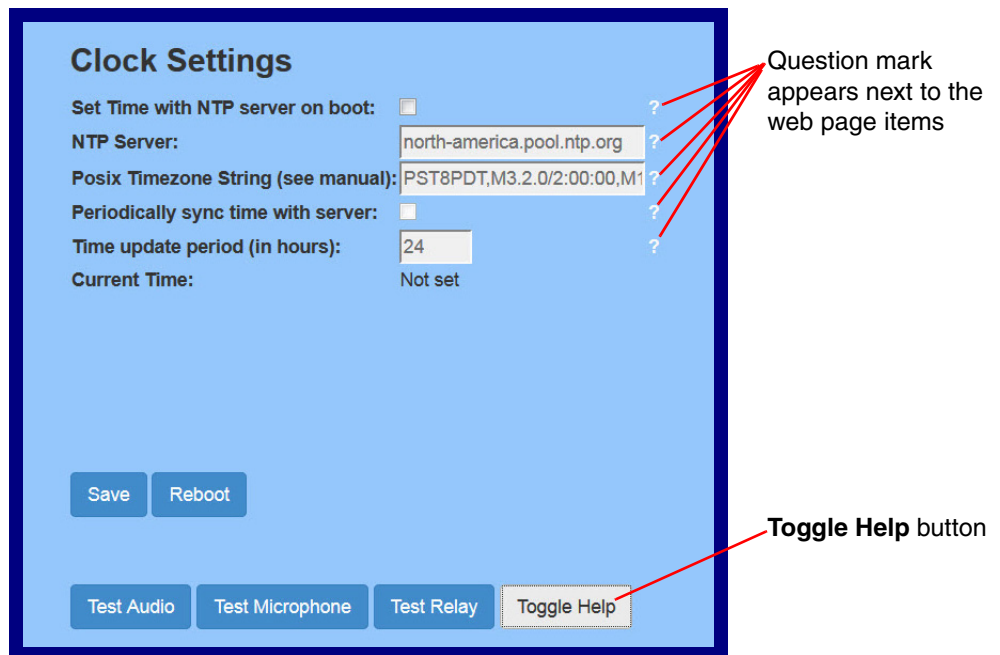 Clock Settings
Set Time with NTP server on boot: ?
NTP Server: north-america.pool.ntp.org ?
Posix Timezone String (see manual): PST8PDT,M3.2.0/2:00:00,M1 ?
Periodically sync time with server: ?
Time update period (in hours): 24 ?
Current Time: Not set
Save Reboot
Test Audio Test Microphone Test Relay Toggle Help
Question mark
appears next to the
web page items
Toggle Help button